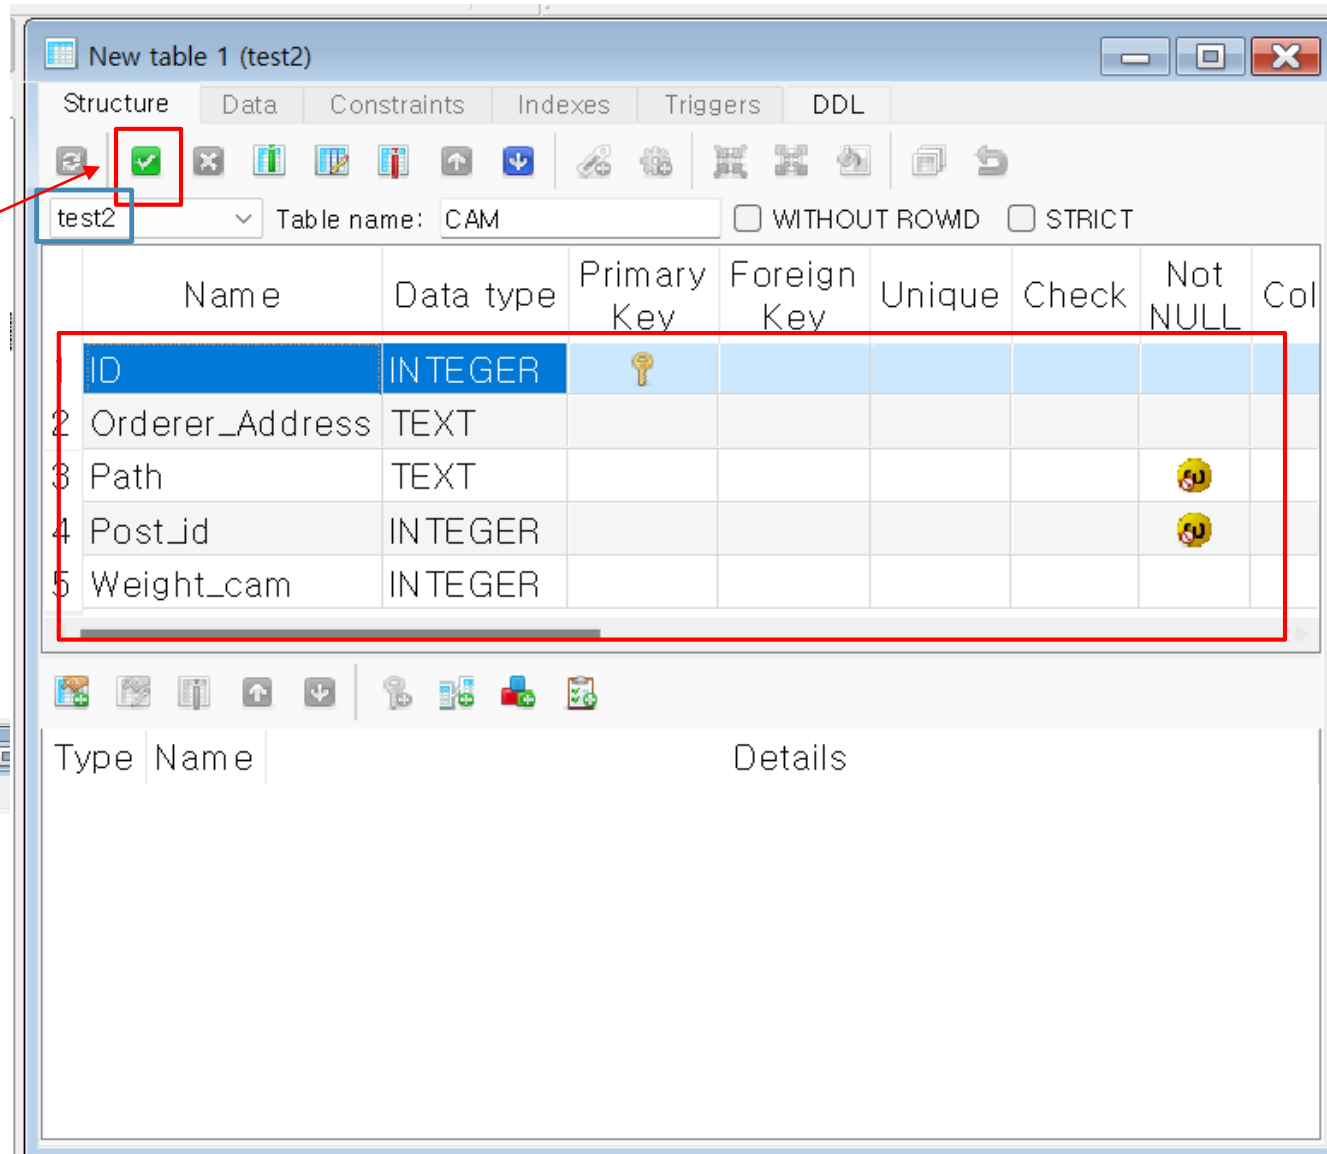 New table 1 (test2)
Structure Data Constraints Indexes Triggers DDL
test2 Table name: CAM WITHOUT ROWID STRICT
Name Data type Primary Key Foreign Key Unique Check Not NULL Col
1 ID INTEGER
2 Orderer_Address TEXT
3 Path TEXT
4 Post_id INTEGER
5 Weight_cam INTEGER
Type Name Details